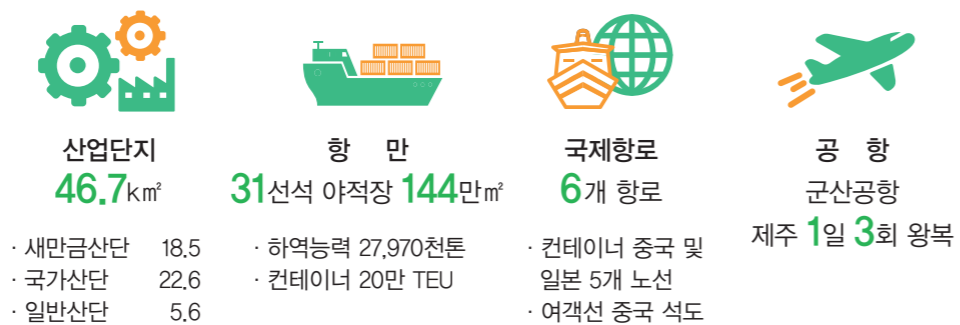 산업단지
46.7㎢
· 새만금산단 18.5
· 국가산단 22.6
· 일반산단 5.6
항 만
31선석 야적장 144만㎡
· 하역능력 27,970천톤
· 컨테이너 20만 TEU
국제항로
6개 항로
· 컨테이너 중국 및
일본 5개 노선
· 여객선 중국 석도
공 항
군산공항
제주 1일 3회 왕복